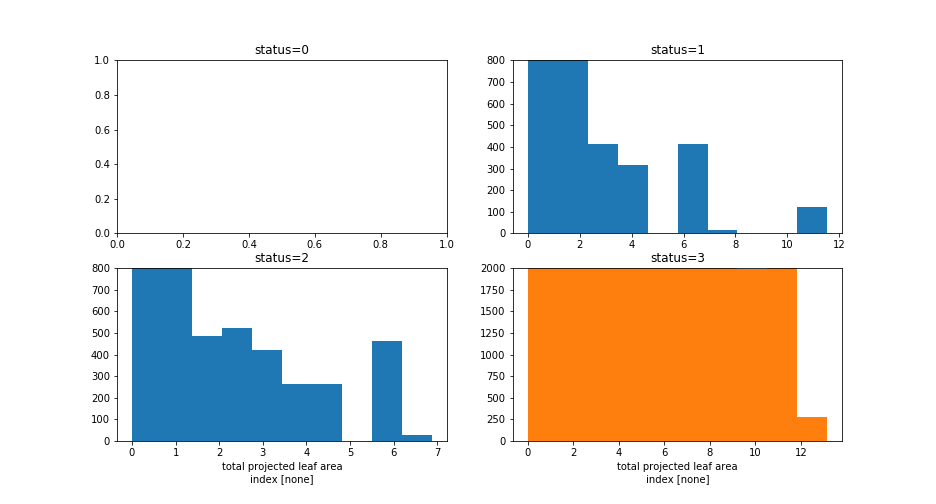 status=0
status=1
1.0
0.8
0.6
0.4
0.2
0.0
0.0 0.2 0.4 0.6 0.8 1.0
800
700
600
500
400
300
200
100
0
0 2 4 6 8 10 12
status=2
status=3
800
700
600
500
400
300
200
100
0
0 1 2 3 4 5 6 7
total projected leaf area
index [none]
2000
1750
1500
1250
1000
750
500
250
0
0 2 4 6 8 10 12
total projected leaf area
index [none]